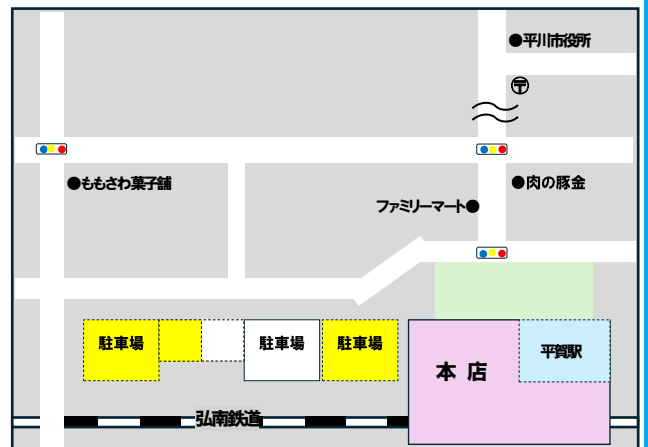 ●平川市役所
〒
●ももさわ菓子舗
●肉の豚金
ファミリーマート●
駐車場
駐車場
駐車場
本店
平賀駅
弘南鉄道